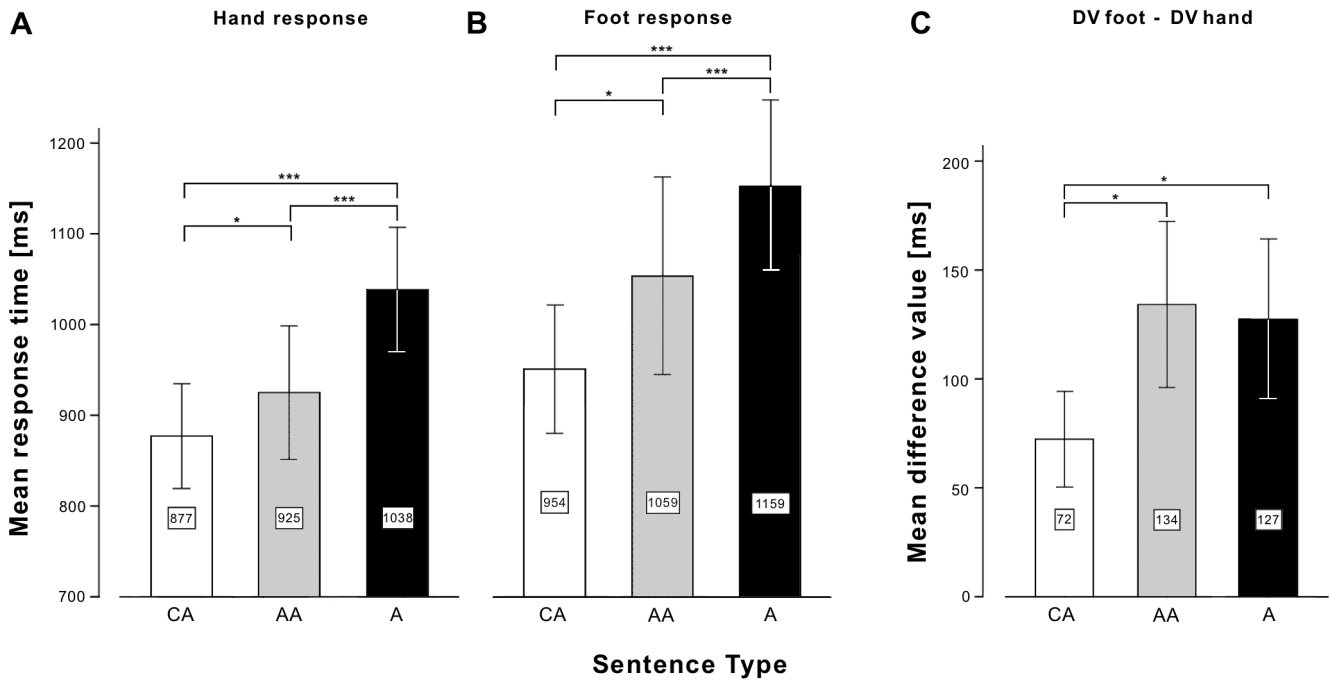 A
Hand response
B
Foot response
C
DV foot - DV hand
Mean response time [ms]
1200
1100
1000
900
800
700
***
*
***
877
925
1038
CA
AA
A
***
***
*
954
1059
1159
CA
AA
A
Mean difference value [ms]
200
150
100
50
0
*
*
72
134
127
CA
AA
A
Sentence Type